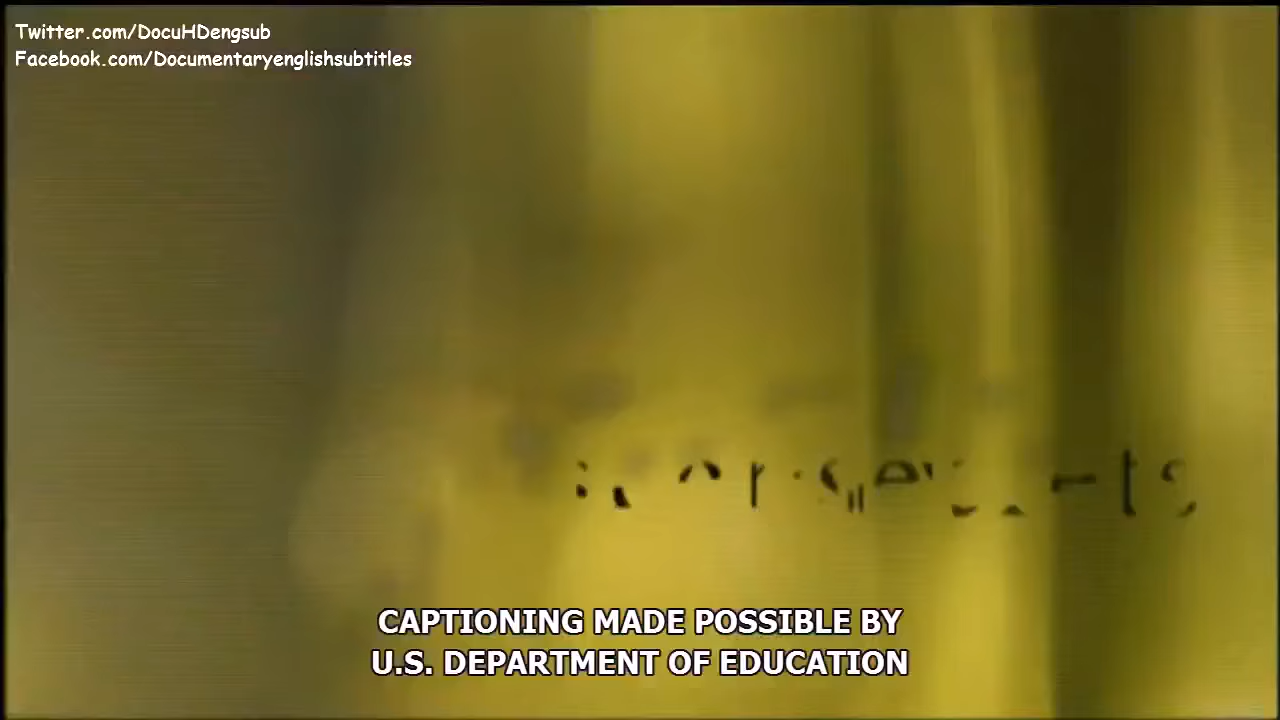 Twitter.com/DocuHDengsub
Facebook.com/Documentaryenglishsubtitles
CAPTIONING MADE POSSIBLE BY
U.S. DEPARTMENT OF EDUCATION